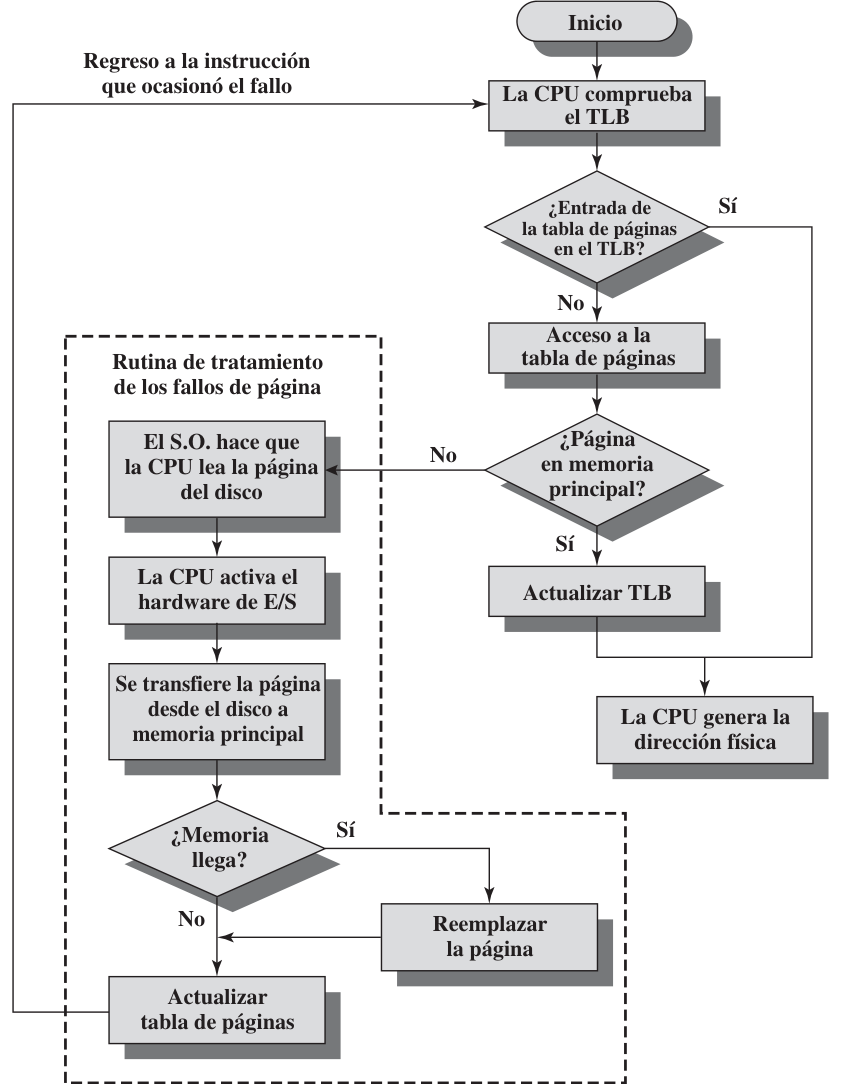 Inicio
Regreso a la instrucción
que ocasionó el fallo
La CPU comprueba
el TLB
¿Entrada de
la tabla de páginas
en el TLB?
Sí
No
Acceso a la
tabla de páginas
Rutina de tratamiento
de los fallos de página
¿Página
en memoria
principal?
No
El S.O. hace que
la CPU lea la página
del disco
Sí
La CPU activa el
hardware de E/S
Actualizar TLB
Se transfiere la página
desde el disco a
memoria principal
La CPU genera la
dirección física
¿Memoria
llega?
Sí
No
Reemplazar
la página
Actualizar
tabla de páginas